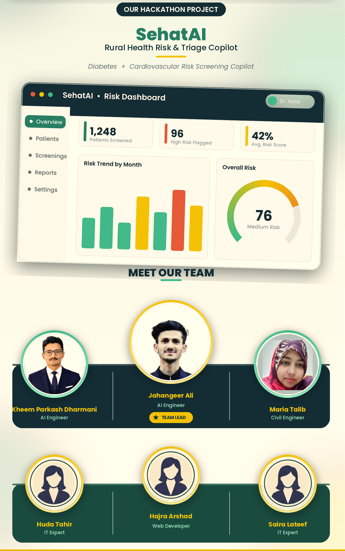 OUR HACKATHON PROJECT
SehatAI
Rural Health Risk & Triage Copilot
Diabetes + Cardiovascular Risk Screening Copilot
SehatAI • Risk Dashboard
Dr. Sana
Overview
Patients
Screenings
Reports
Settings
1,248
Patients Screened
96
High Risk Flagged
42%
Avg. Risk Score
Risk Trend by Month
Overall Risk
76
Medium Risk
MEET OUR TEAM
Kheem Parkash Dharmani
AI Engineer
Jahangeer Ali
AI Engineer
★ TEAM LEAD
Maria Talib
Civil Engineer
Huda Tahir
IT Expert
Hajra Arshad
Web Developer
Saira Lateef
IT Expert